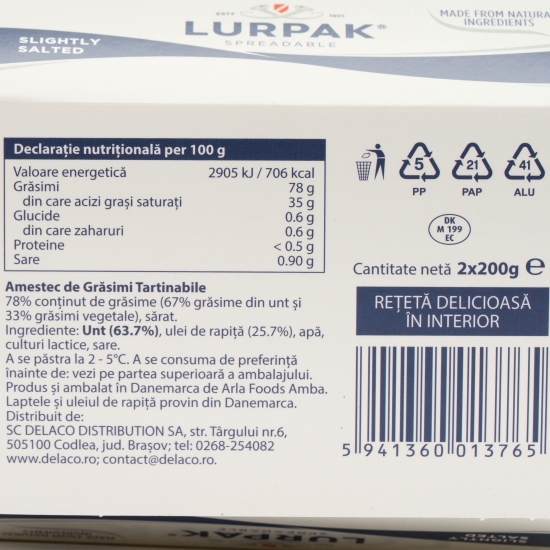 ESTD 1901
LURPAK®
SPREADABLE
SLIGHTLY
SALTED
MADE FROM NATURA
INGREDIENTS
Declarație nutrițională per 100 g
Valoare energetică 2905 kJ / 706 kcal
Grăsimi 78 g
din care acizi grași saturați 35 g
Glucide 0.6 g
din care zaharuri 0.6 g
Proteine < 0.5 g
Sare 0.90 g
5 21 41
PP PAP ALU
DK
M 199
EC
Cantitate netă 2x200g e
REȚETĂ DELICIOASĂ
ÎN INTERIOR
Amestec de Grăsimi Tartinabile
78% conținut de grăsime (67% grăsime din unt și
33% grăsimi vegetale), sărat.
Ingrediente: Unt (63.7%), ulei de rapiță (25.7%), apă,
culturi lactice, sare.
A se păstra la 2 - 5°C. A se consuma de preferință
înainte de: vezi pe partea superioară a ambalajului.
Produs și ambalat în Danemarca de Arla Foods Amba.
Laptele și uleiul de rapiță provin din Danemarca.
Distribuit de:
SC DELACO DISTRIBUTION SA, str. Târgului nr.6,
505100 Codlea, jud. Brașov; tel: 0268-254082
www.delaco.ro; contact@delaco.ro.
5 941360 013765
LURPAK
SPREADABLE
SLIGHTLY
SALTED